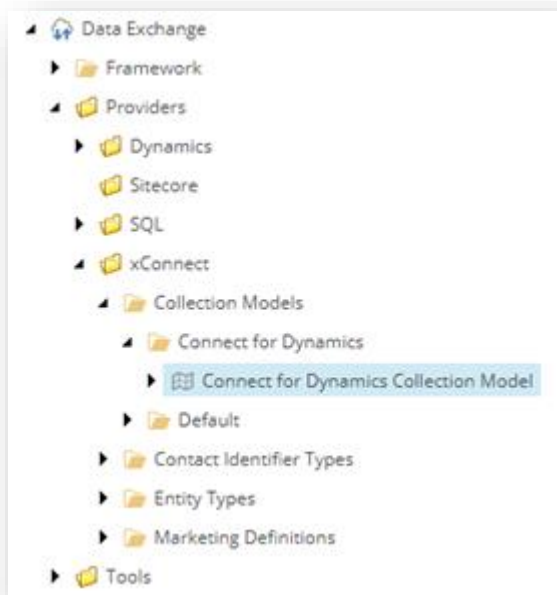 Data Exchange
Framework
Providers
Dynamics
Sitecore
SQL
xConnect
Collection Models
Connect for Dynamics
Connect for Dynamics Collection Model
Default
Contact Identifier Types
Entity Types
Marketing Definitions
Tools